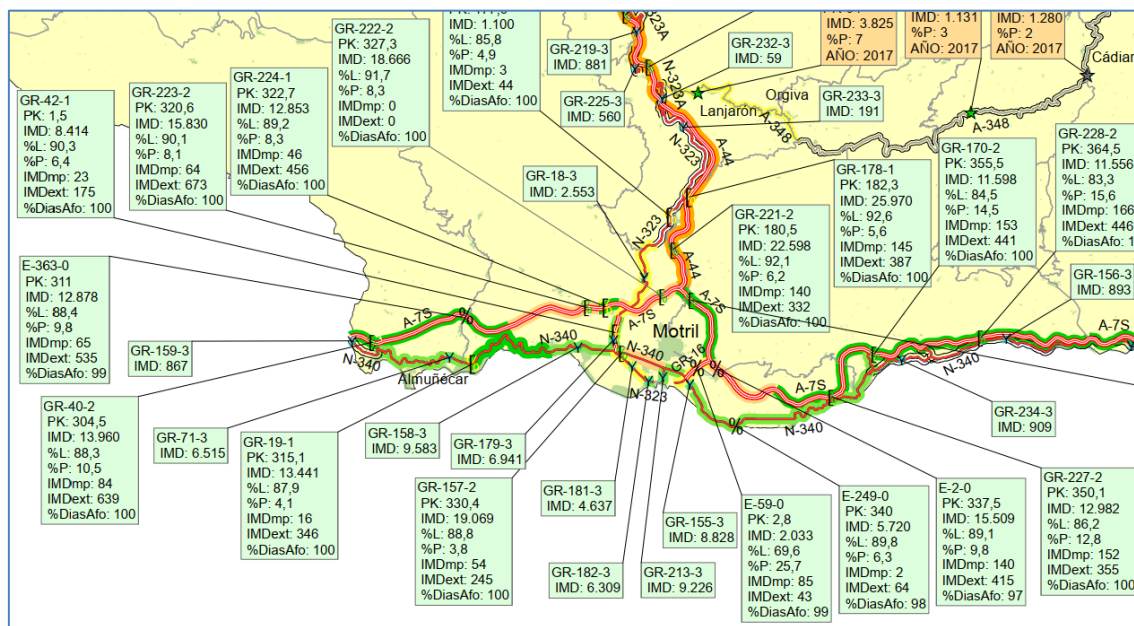 GR-222-2
PK: 327,3
IMD: 18.666
%L: 91,7
%P: 8,3
IMDmp: 0
IMDext: 0
%DiasAfo: 100
IMD: 1.100
%L: 85,8
%P: 4,9
IMDmp: 3
IMDext: 44
%DiasAfo: 100
GR-219-3
IMD: 881
GR-232-3
IMD: 59
IMD: 3.825
%P: 7
AÑO: 2017
IMD: 1.131
%P: 3
AÑO: 2017
IMD: 1.280
%P: 2
AÑO: 2017
Cádiar
GR-42-1
PK: 1,5
IMD: 8.414
%L: 90,3
%P: 6,4
IMDmp: 23
IMDext: 175
%DiasAfo: 100
GR-223-2
PK: 320,6
IMD: 15.830
%L: 90,1
%P: 8,1
IMDmp: 64
IMDext: 673
%DiasAfo: 100
GR-224-1
PK: 322,7
IMD: 12.853
%L: 89,2
%P: 8,3
IMDmp: 46
IMDext: 456
%DiasAfo: 100
GR-225-3
IMD: 560
N-323A
N-323A
Lanjarón
Orgiva
A-348
GR-233-3
IMD: 191
A-348
GR-228-2
PK: 364,5
IMD: 11.556
%L: 83,3
%P: 15,6
IMDmp: 166
IMDext: 446
GR-170-2
PK: 355,5
IMD: 11.598
%L: 84,5
%P: 14,5
IMDmp: 153
IMDext: 441
%DiasAfo: 100
GR-178-1
PK: 182,3
IMD: 25.970
%L: 92,6
%P: 5,6
IMDmp: 145
IMDext: 387
%DiasAfo: 100
GR-18-3
IMD: 2.553
N-323
A-44
N-323
A-44
GR-221-2
PK: 180,5
IMD: 22.598
%L: 92,1
%P: 6,2
IMDmp: 140
IMDext: 332
%DiasAfo: 100
GR-156-3
IMD: 893
E-363-0
PK: 311
IMD: 12.878
%L: 88,4
%P: 9,8
IMDmp: 65
IMDext: 535
%DiasAfo: 99
GR-159-3
IMD: 867
A-7S
%
N-340
Almuñécar
A-7S
A-7S
Motril
N-340
GR-16
N-323
%
%
A-7S
N-340
%
N-340
A-7S
GR-234-3
IMD: 909
GR-40-2
PK: 304,5
IMD: 13.960
%L: 88,3
%P: 10,5
IMDmp: 84
IMDext: 639
%DiasAfo: 100
GR-71-3
IMD: 6.515
GR-19-1
PK: 315,1
IMD: 13.441
%L: 87,9
%P: 4,1
IMDmp: 16
IMDext: 346
%DiasAfo: 100
GR-158-3
IMD: 9.583
GR-179-3
IMD: 6.941
GR-157-2
PK: 330,4
IMD: 19.069
%L: 88,8
%P: 3,8
IMDmp: 54
IMDext: 245
%DiasAfo: 100
GR-181-3
IMD: 4.637
GR-182-3
IMD: 6.309
GR-213-3
IMD: 9.226
GR-155-3
IMD: 8.828
E-59-0
PK: 2,8
IMD: 2.033
%L: 69,6
%P: 25,7
IMDmp: 85
IMDext: 43
%DiasAfo: 99
E-249-0
PK: 340
IMD: 5.720
%L: 89,8
%P: 6,3
IMDmp: 2
IMDext: 64
%DiasAfo: 98
E-2-0
PK: 337,5
IMD: 15.509
%L: 89,1
%P: 9,8
IMDmp: 140
IMDext: 415
%DiasAfo: 97
GR-227-2
PK: 350,1
IMD: 12.982
%L: 86,2
%P: 12,8
IMDmp: 152
IMDext: 355
%DiasAfo: 100